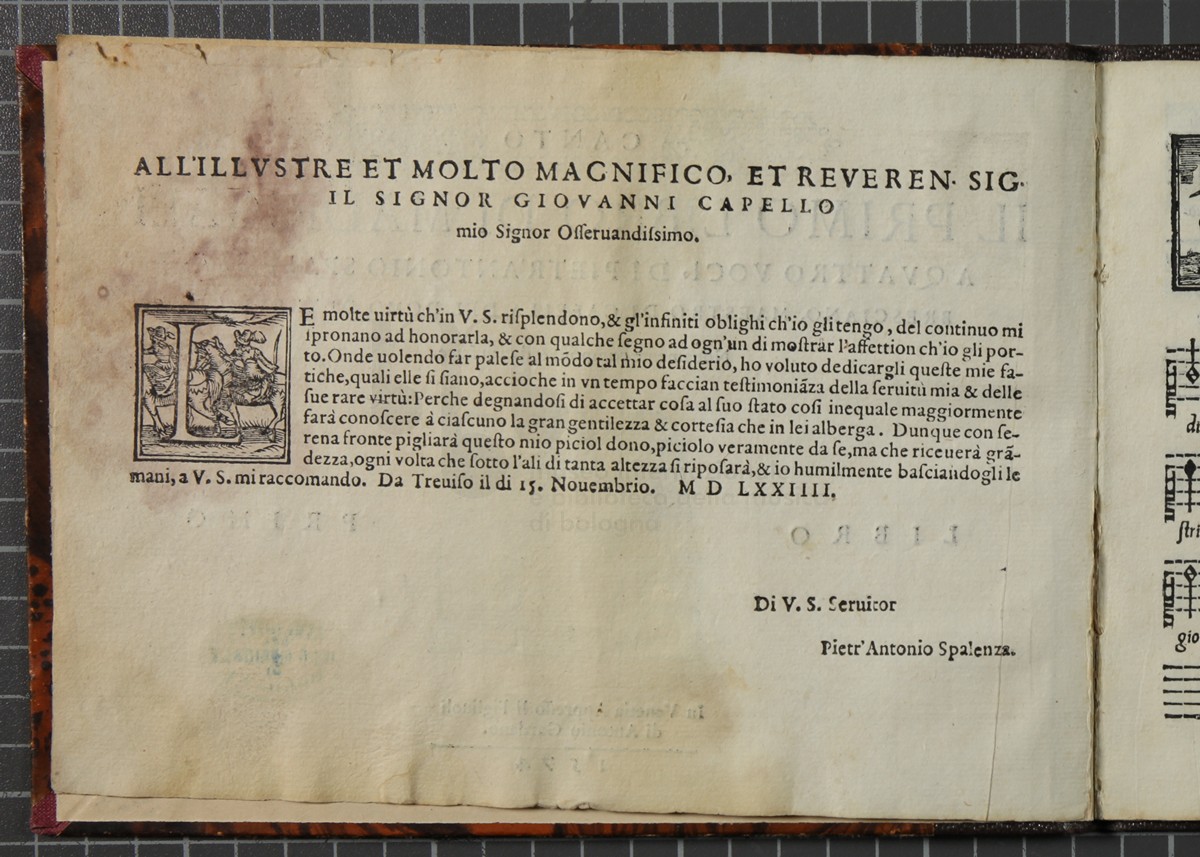 ALL'ILLVSTRE ET MOLTO MAGNIFICO, ET REVEREN. SIG.
IL SIGNOR GIOVANNI CAPELLO
mio Signor Oſſeruandiſsimo.
LE molte uirtù ch'in V. S. riſplendono, & gl'infiniti oblighi ch'io gli tengo, del continuo mi
ſpronano ad honorarla, & con qualche ſegno ad ogn'un di moſtrar l'affettion ch'io gli por-
to. Onde uolendo far paleſe al mõdo tal mio deſiderio, ho voluto dedicargli queſte mie fa-
tiche, quali elle ſi ſiano, accioche in vn tempo faccian teſtimoniãza della ſeruitù mia & delle
ſue rare virtù: Perche degnandoſi di accettar coſa al ſuo ſtato coſi inequale maggiormente
farà conoſcere à ciaſcuno la gran gentilezza & corteſia che in lei alberga. Dunque con ſe-
rena fronte pigliarà queſto mio piciol dono, piciolo veramente da ſe, ma che riceuerà grã-
dezza, ogni volta che ſotto l'ali di tanta altezza ſi ripoſarà, & io humilmente baſciandogli le
mani, a V. S. mi raccomando. Da Treuiſo il di 15. Nouembrio. M D LXXIIII.
Di V. S. Seruitor
Pietr'Antonio Spalenza.
di
ſtri
gio